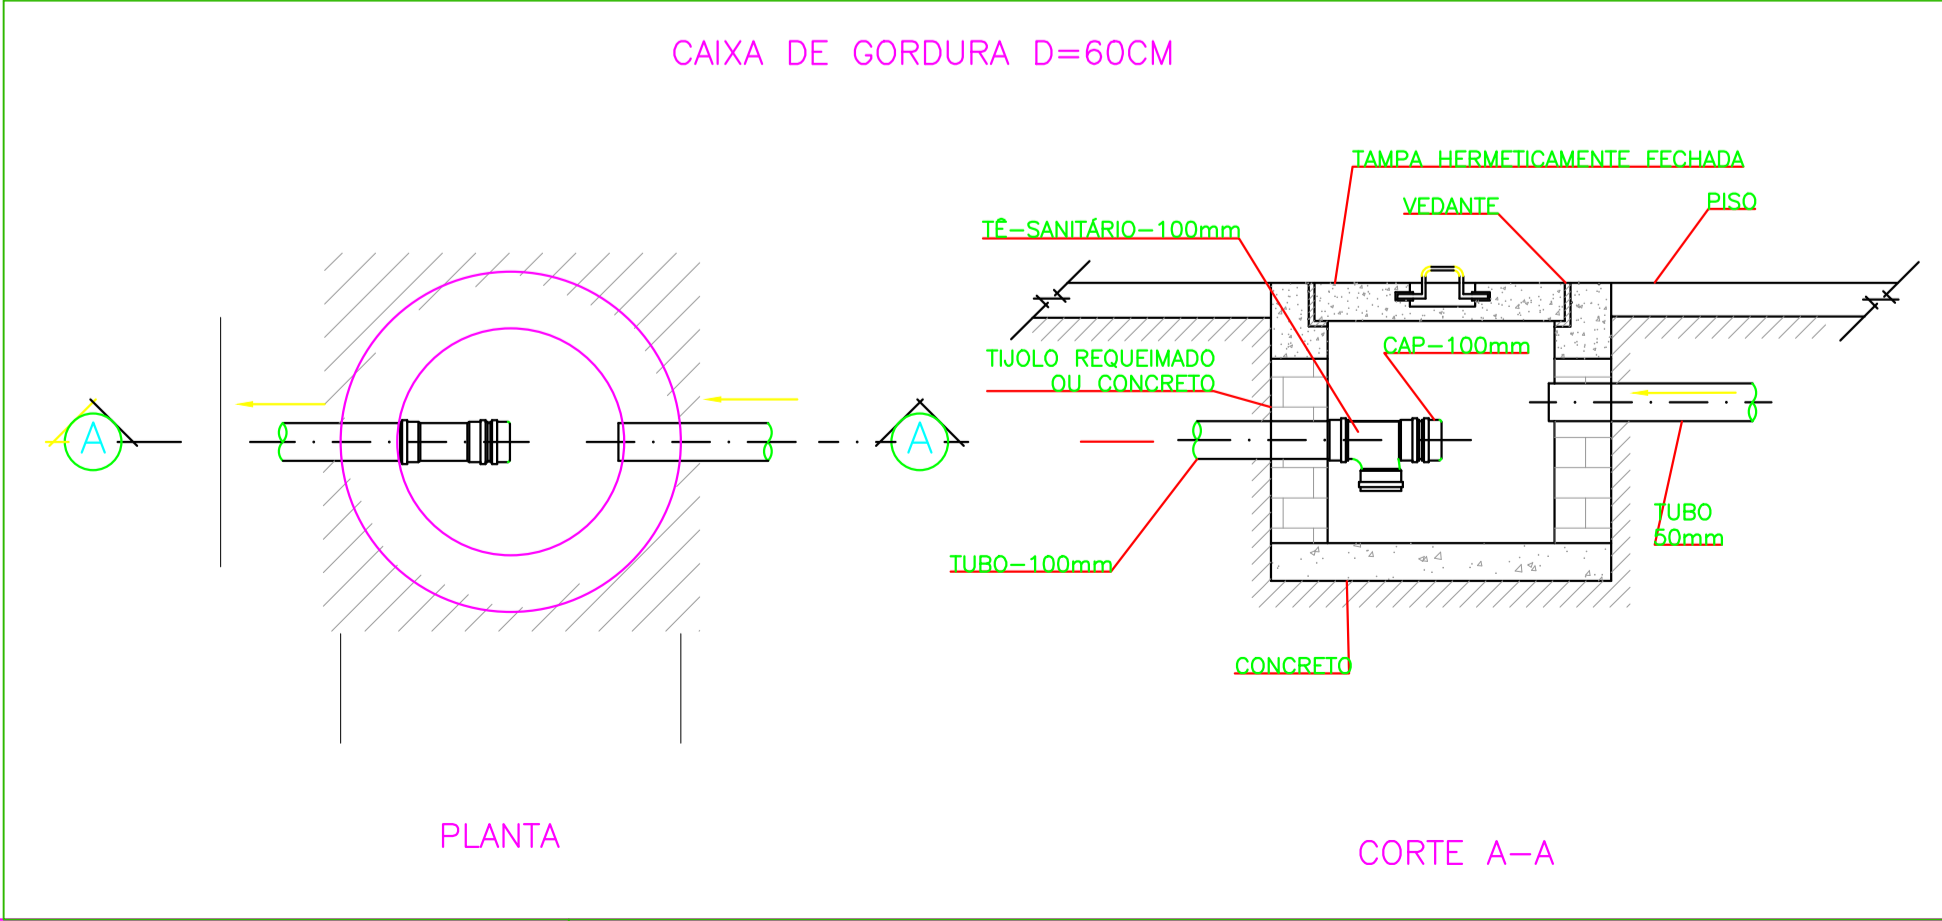 CAIXA DE GORDURA D=60CM
TAMPA HERMETICAMENTE FECHADA
VEDANTE
PISO
TÊ-SANITÁRIO-100mm
TIJOLO REQUEIMADO
OU CONCRETO
CAP-100mm
A
A
TUBO
50mm
TUBO-100mm
CONCRETO
PLANTA
CORTE A-A